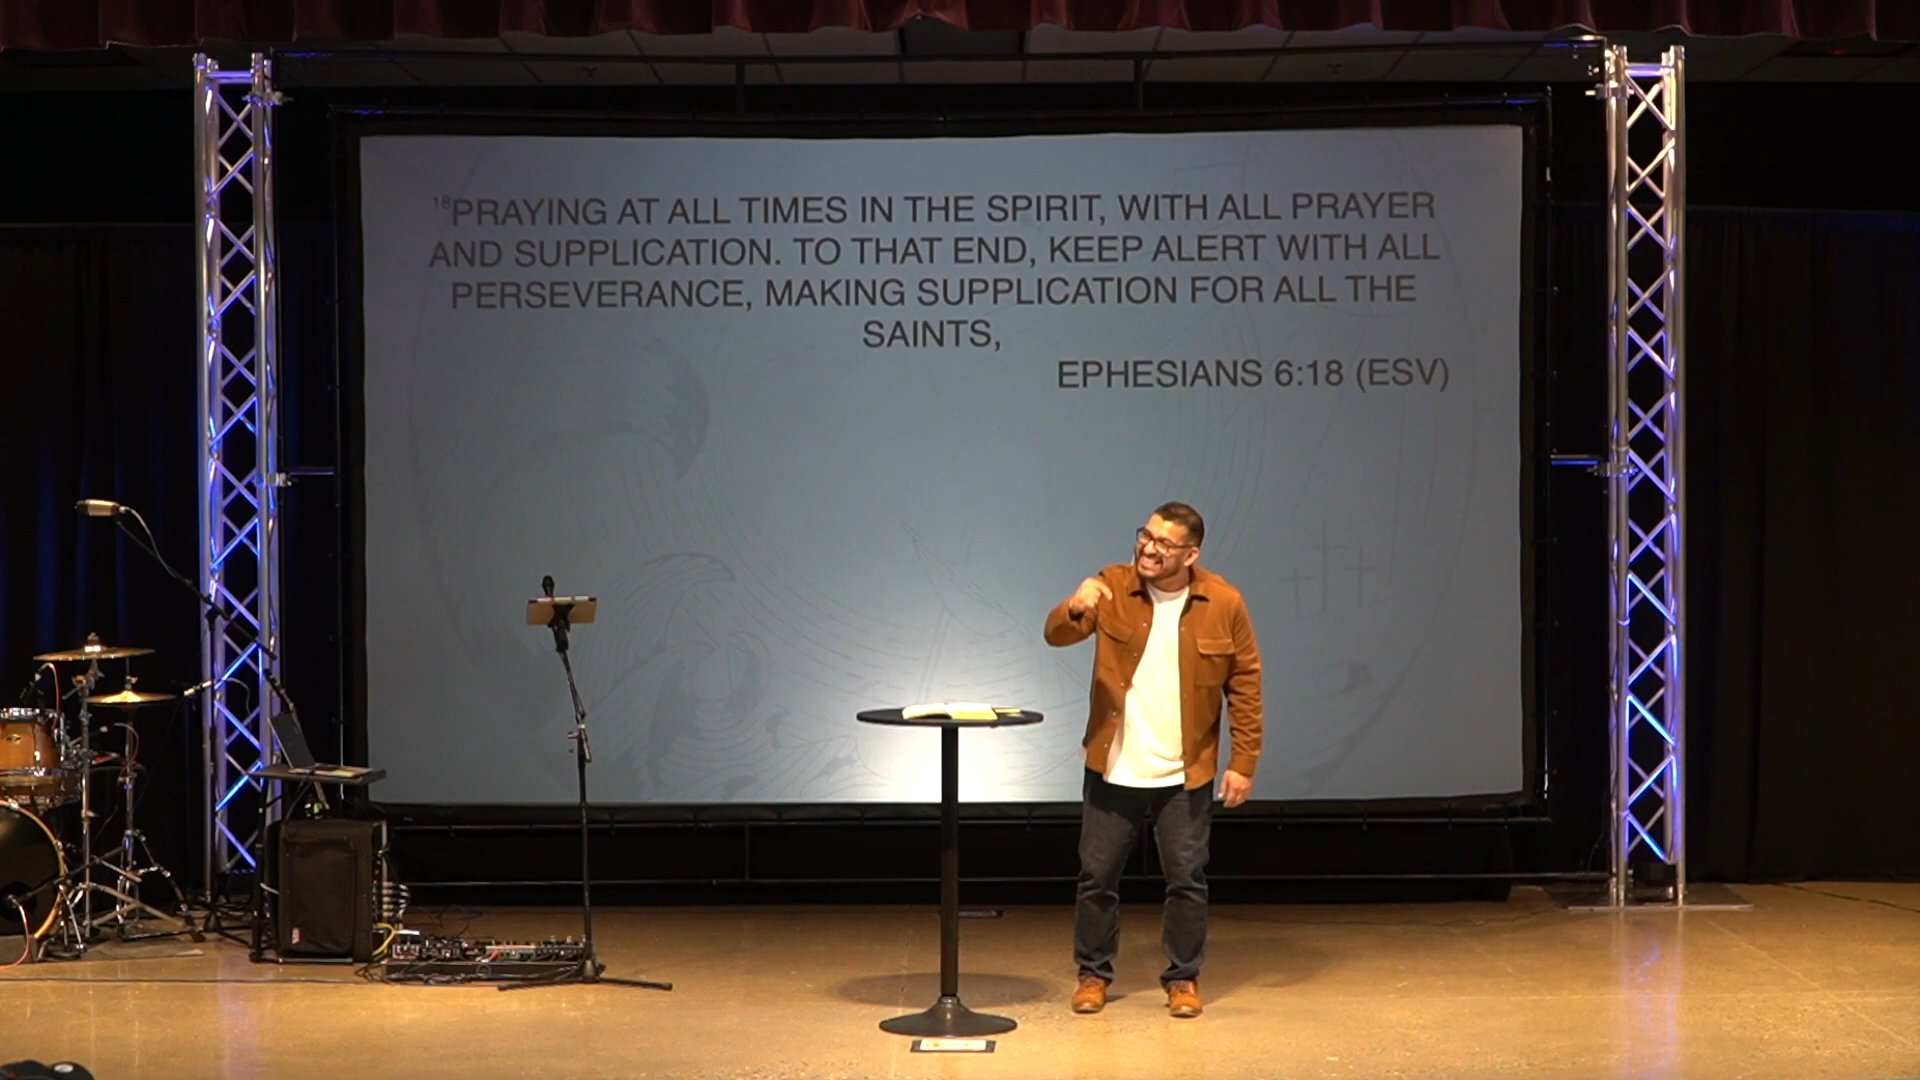 18PRAYING AT ALL TIMES IN THE SPIRIT, WITH ALL PRAYER
AND SUPPLICATION. TO THAT END, KEEP ALERT WITH ALL
PERSEVERANCE, MAKING SUPPLICATION FOR ALL THE
SAINTS,
EPHESIANS 6:18 (ESV)